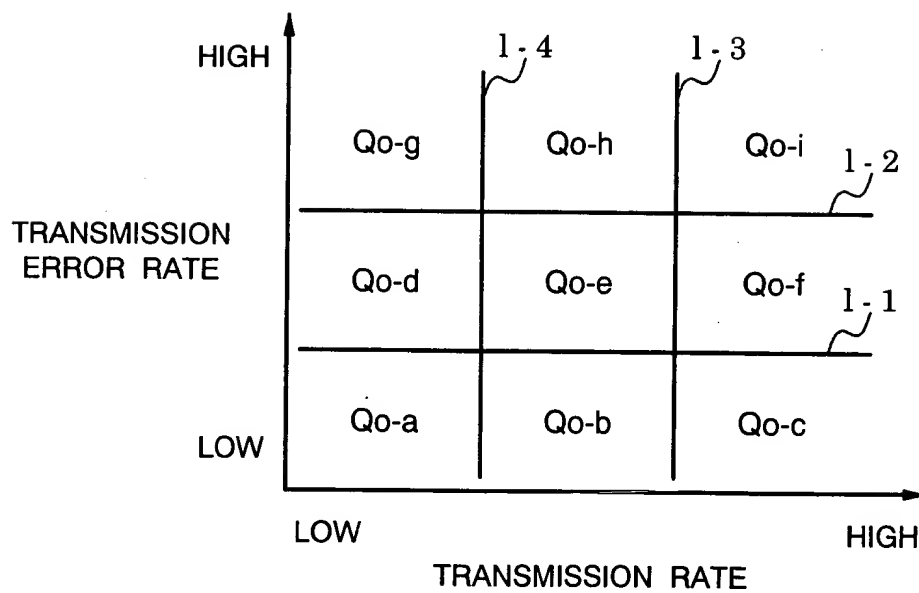 HIGH
1-4
1-3
Qo-g
Qo-h
Qo-i
1-2
TRANSMISSION
ERROR RATE
Qo-d
Qo-e
Qo-f
1-1
Qo-a
Qo-b
Qo-c
LOW
LOW
HIGH
TRANSMISSION RATE